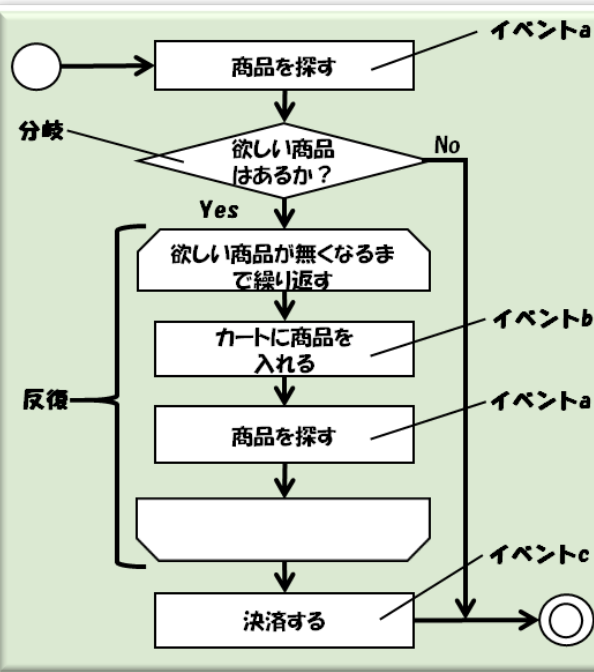 イベントa
商品を探す
分岐
欲しい商品
はあるか？
No
Yes
欲しい商品が無くなるま
で繰り返す
カートに商品を
入れる
イベントb
反復
イベントa
商品を探す
イベントc
決済する